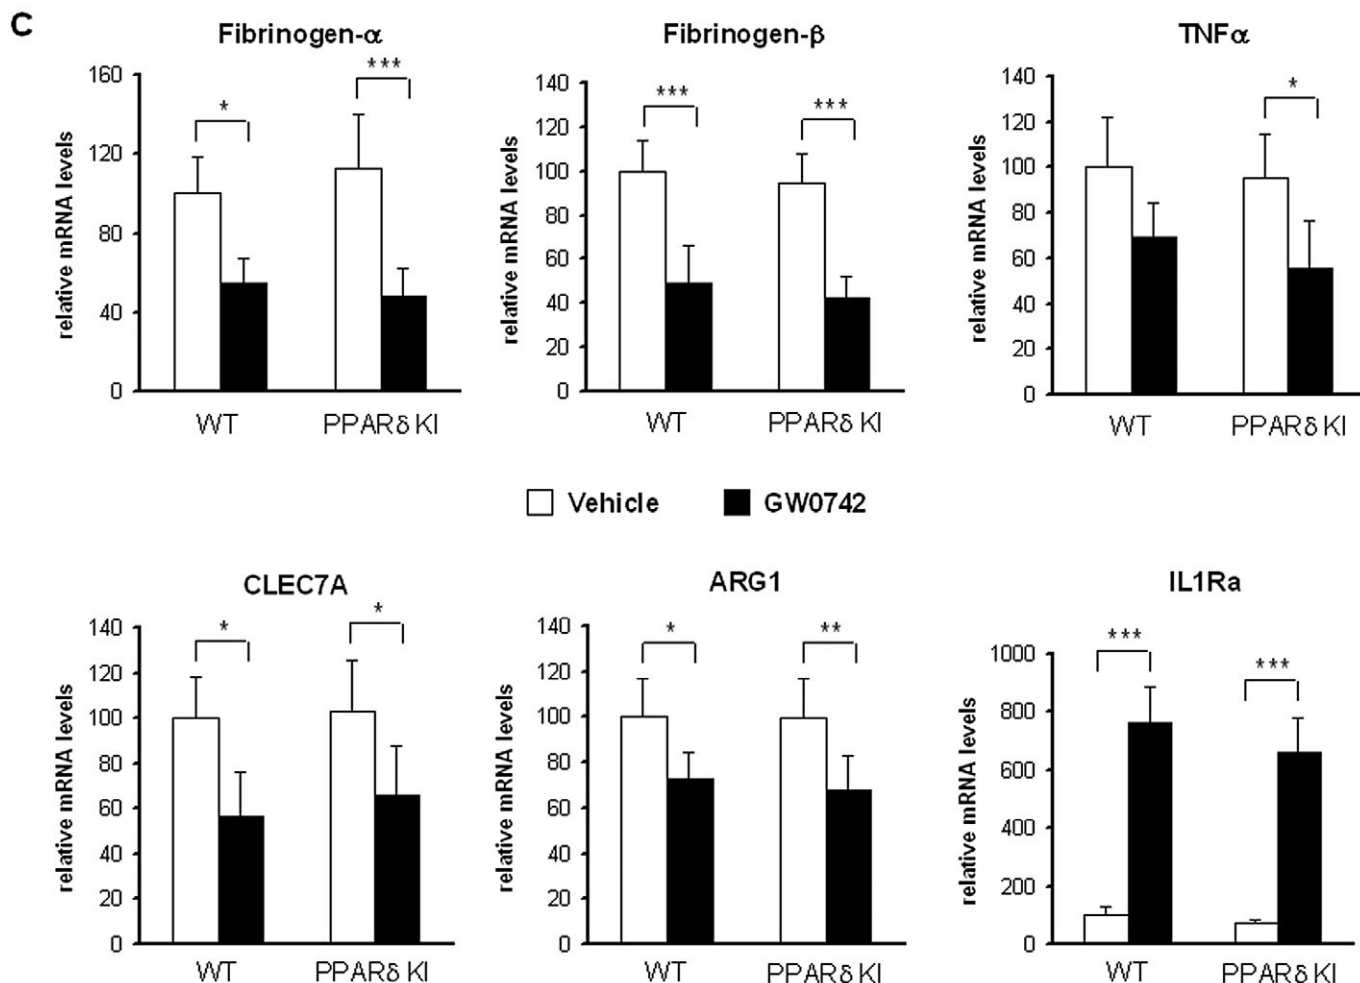 C
Fibrinogen-α
Fibrinogen-β
TNFα
relative mRNA levels
160
120
80
40
0
*
***
WT
PPARδ KI
relative mRNA levels
140
120
100
80
60
40
20
0
***
***
WT
PPARδ KI
relative mRNA levels
140
120
100
80
60
40
20
0
*
WT
PPARδ KI
Vehicle
GW0742
CLEC7A
ARG1
IL1Ra
relative mRNA levels
140
120
100
80
60
40
20
0
*
*
WT
PPARδ KI
relative mRNA levels
140
120
100
80
60
40
20
0
*
**
WT
PPARδ KI
relative mRNA levels
1000
800
600
400
200
0
***
***
WT
PPARδ KI